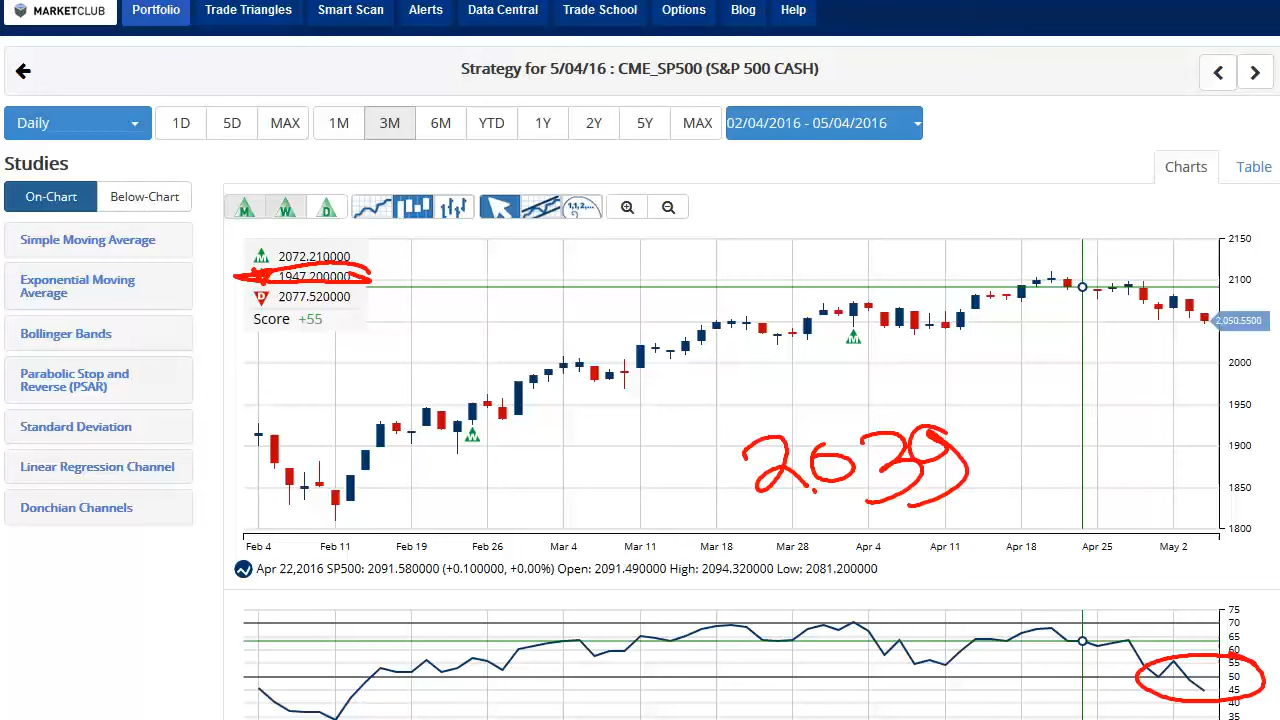 MARKETCLUB Portfolio Trade Triangles Smart Scan Alerts Data Central Trade School Options Blog Help
Strategy for 5/04/16 : CME_SP500 (S&P 500 CASH)
Daily 1D 5D MAX 1M 3M 6M YTD 1Y 2Y 5Y MAX 02/04/2016 - 05/04/2016
Studies
Charts Table
On-Chart Below-Chart
M W D 1,1,2,...
Simple Moving Average
Exponential Moving
Average
Bollinger Bands
Parabolic Stop and
Reverse (PSAR)
Standard Deviation
Linear Regression Channel
Donchian Channels
M 2072.210000
1947.200000
D 2077.520000
Score +55
2150
2100
2,050.5500
2000
1950
1900
1850
1800
M
W
2.639
Feb 4 Feb 11 Feb 19 Feb 26 Mar 4 Mar 11 Mar 18 Mar 28 Apr 4 Apr 11 Apr 18 Apr 25 May 2
Apr 22,2016 SP500: 2091.580000 (+0.100000, +0.00%) Open: 2091.490000 High: 2094.320000 Low: 2081.200000
75
70
65
60
55
50
45
40
35